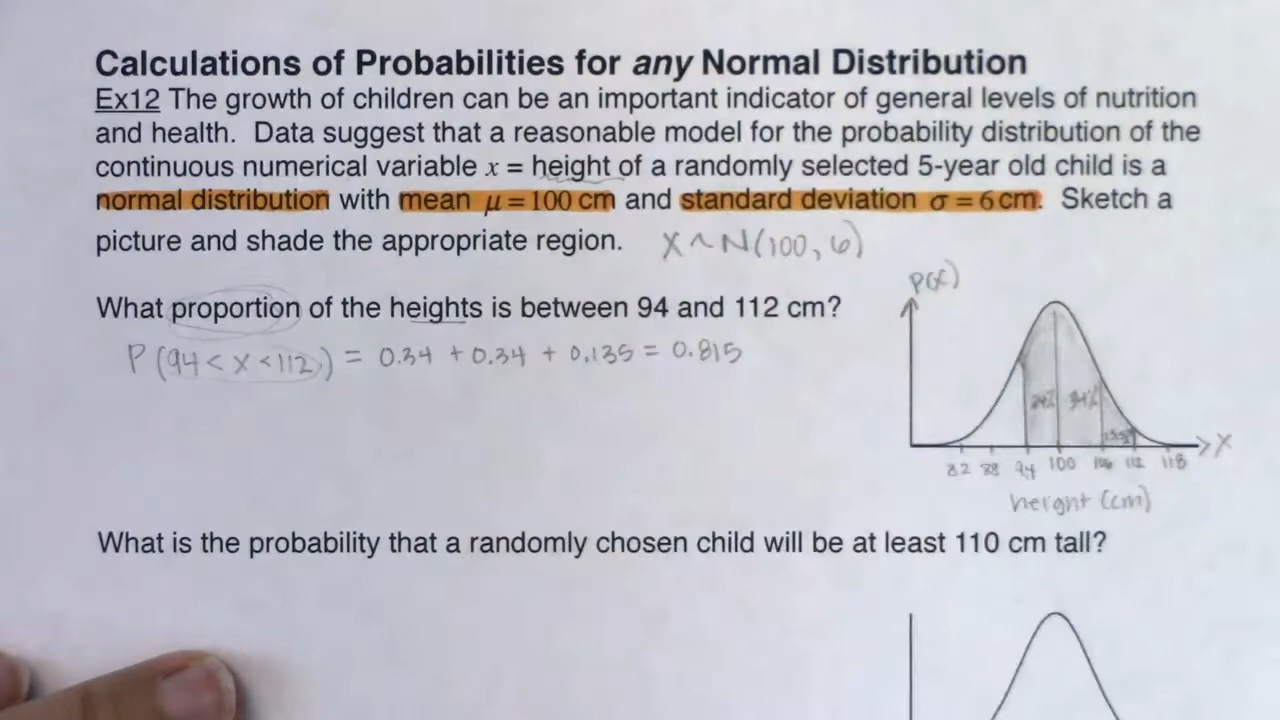 Calculations of Probabilities for any Normal Distribution
Ex12 The growth of children can be an important indicator of general levels of nutrition
and health. Data suggest that a reasonable model for the probability distribution of the
continuous numerical variable x = height of a randomly selected 5-year old child is a
normal distribution with mean μ = 100 cm and standard deviation σ = 6 cm. Sketch a
picture and shade the appropriate region. X ~ N(100, 6)
P(x)
What proportion of the heights is between 94 and 112 cm?
P(94 < X < 112) = 0.34 + 0.34 + 0.135 = 0.815
34% 34% 13.5%
X
82 88 94 100 106 112 118
height (cm)
What is the probability that a randomly chosen child will be at least 110 cm tall?